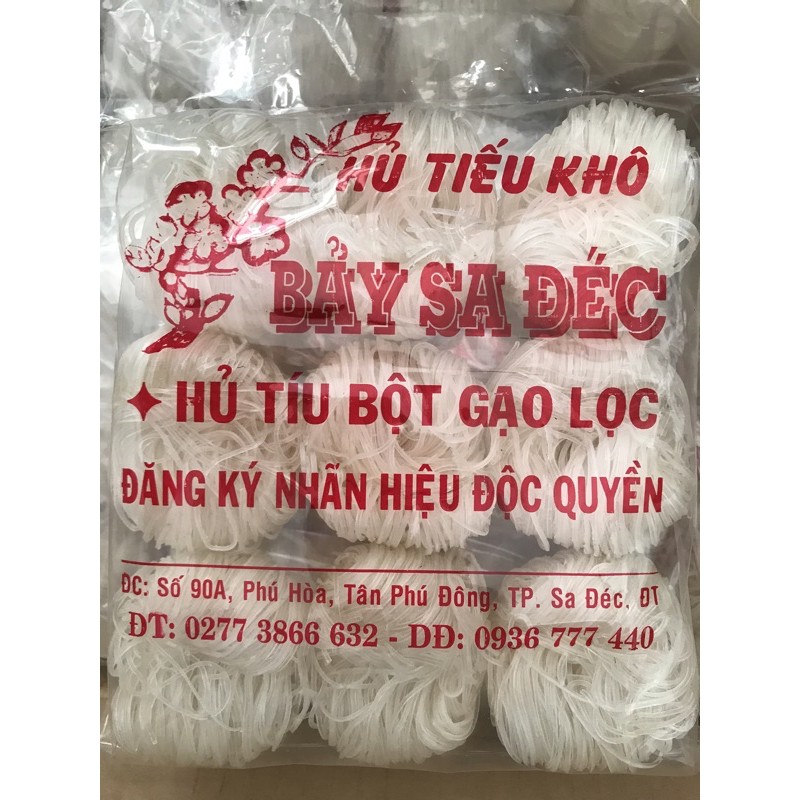 HỦ TIẾU KHÔ
BẢY SA ĐÉC
HỦ TÍU BỘT GẠO LỌC
ĐĂNG KÝ NHÃN HIỆU ĐỘC QUYỀN
ĐC: Số 90A, Phú Hòa, Tân Phú Đông, TP. Sa Đéc, ĐT
ĐT: 0277 3866 632 - DĐ: 0936 777 440